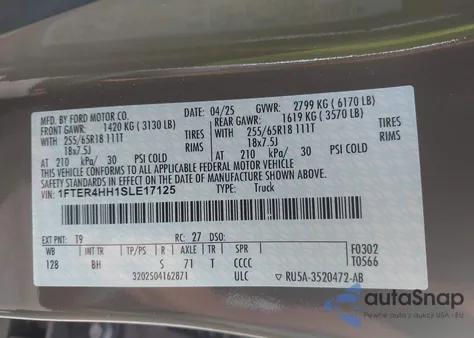 MFD. BY FORD MOTOR CO.
04/25 GVWR: 2799 KG (6170 LB)
FRONT GAWR: 1420 KG (3130 LB)
REAR GAWR: 1619 KG (3570 LB)
WITH 255/65R18 111T TIRES
WITH 255/65R18 111T TIRES
18x7.5J RIMS
18x7.5J RIMS
AT 210 kPa/ 30 PSI COLD
AT 210 kPa/ 30 PSI COLD
THIS VEHICLE CONFORMS TO ALL APPLICABLE FEDERAL MOTOR VEHICLE
SAFETY STANDARDS IN EFFECT ON THE DATE OF MANUFACTURE SHOWN ABOVE.
VIN: 1FTER4HH1SLE17125 TYPE: Truck
EXT PNT: T9 RC: 27 DSO: F0302
WB INT TR TP/PS R AXLE TR SPR T0566
128 BH 5 71 T CCCC
3202504162871 ULC ▽ RU5A-3520472-AB
autoSnap
Pewne auto z USA - EU